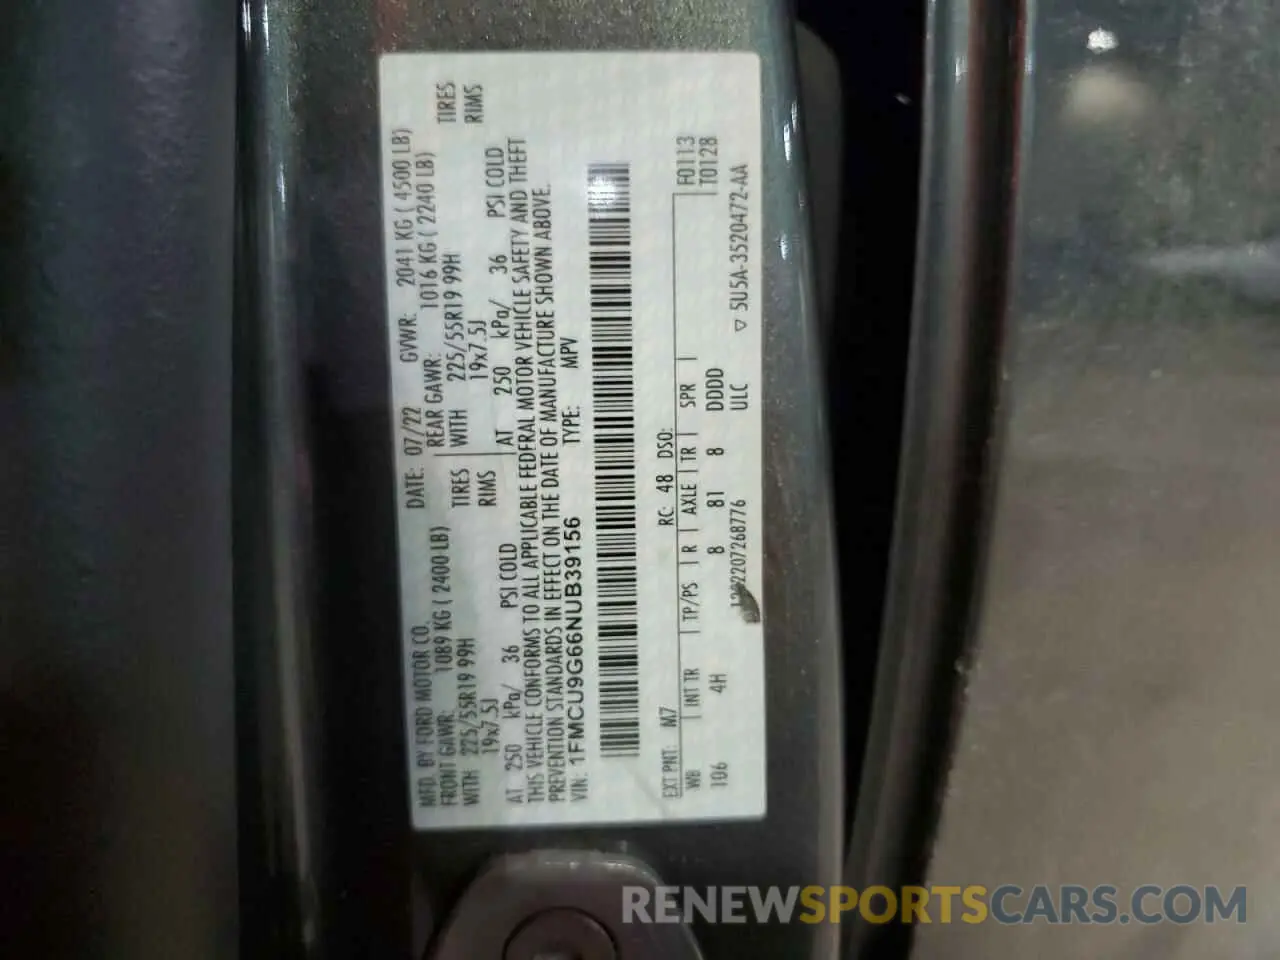 MFD. BY FORD MOTOR CO. DATE: 07/22 GVWR: 2041 KG ( 4500 LB)
FRONT GAWR: 1089 KG ( 2400 LB) REAR GAWR: 1016 KG ( 2240 LB)
WITH 225/55R19 99H TIRES WITH 225/55R19 99H TIRES
19x7.5J RIMS 19x7.5J RIMS
AT 250 kPa/ 36 PSI COLD AT 250 kPa/ 36 PSI COLD
THIS VEHICLE CONFORMS TO ALL APPLICABLE FEDERAL MOTOR VEHICLE SAFETY AND THEFT
PREVENTION STANDARDS IN EFFECT ON THE DATE OF MANUFACTURE SHOWN ABOVE.
VIN: 1FMCU9G66NUB39156 TYPE: MPV
EXT PNT: M7 RC: 48 DSO: F0113
WB INT TR TP/PS R AXLE TR SPR T0128
106 4H 8 81 8 DDDD
2207268776 ULC ▽ 5U5A-3520472-AA
RENEWSPORTSCARS.COM